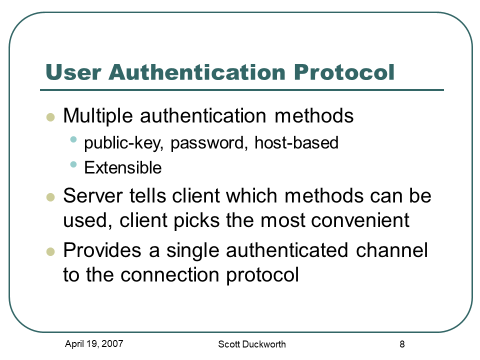 User Authentication Protocol
Multiple authentication methods
public-key, password, host-based
Extensible
Server tells client which methods can be
used, client picks the most convenient
Provides a single authenticated channel
to the connection protocol
April 19, 2007
Scott Duckworth
8